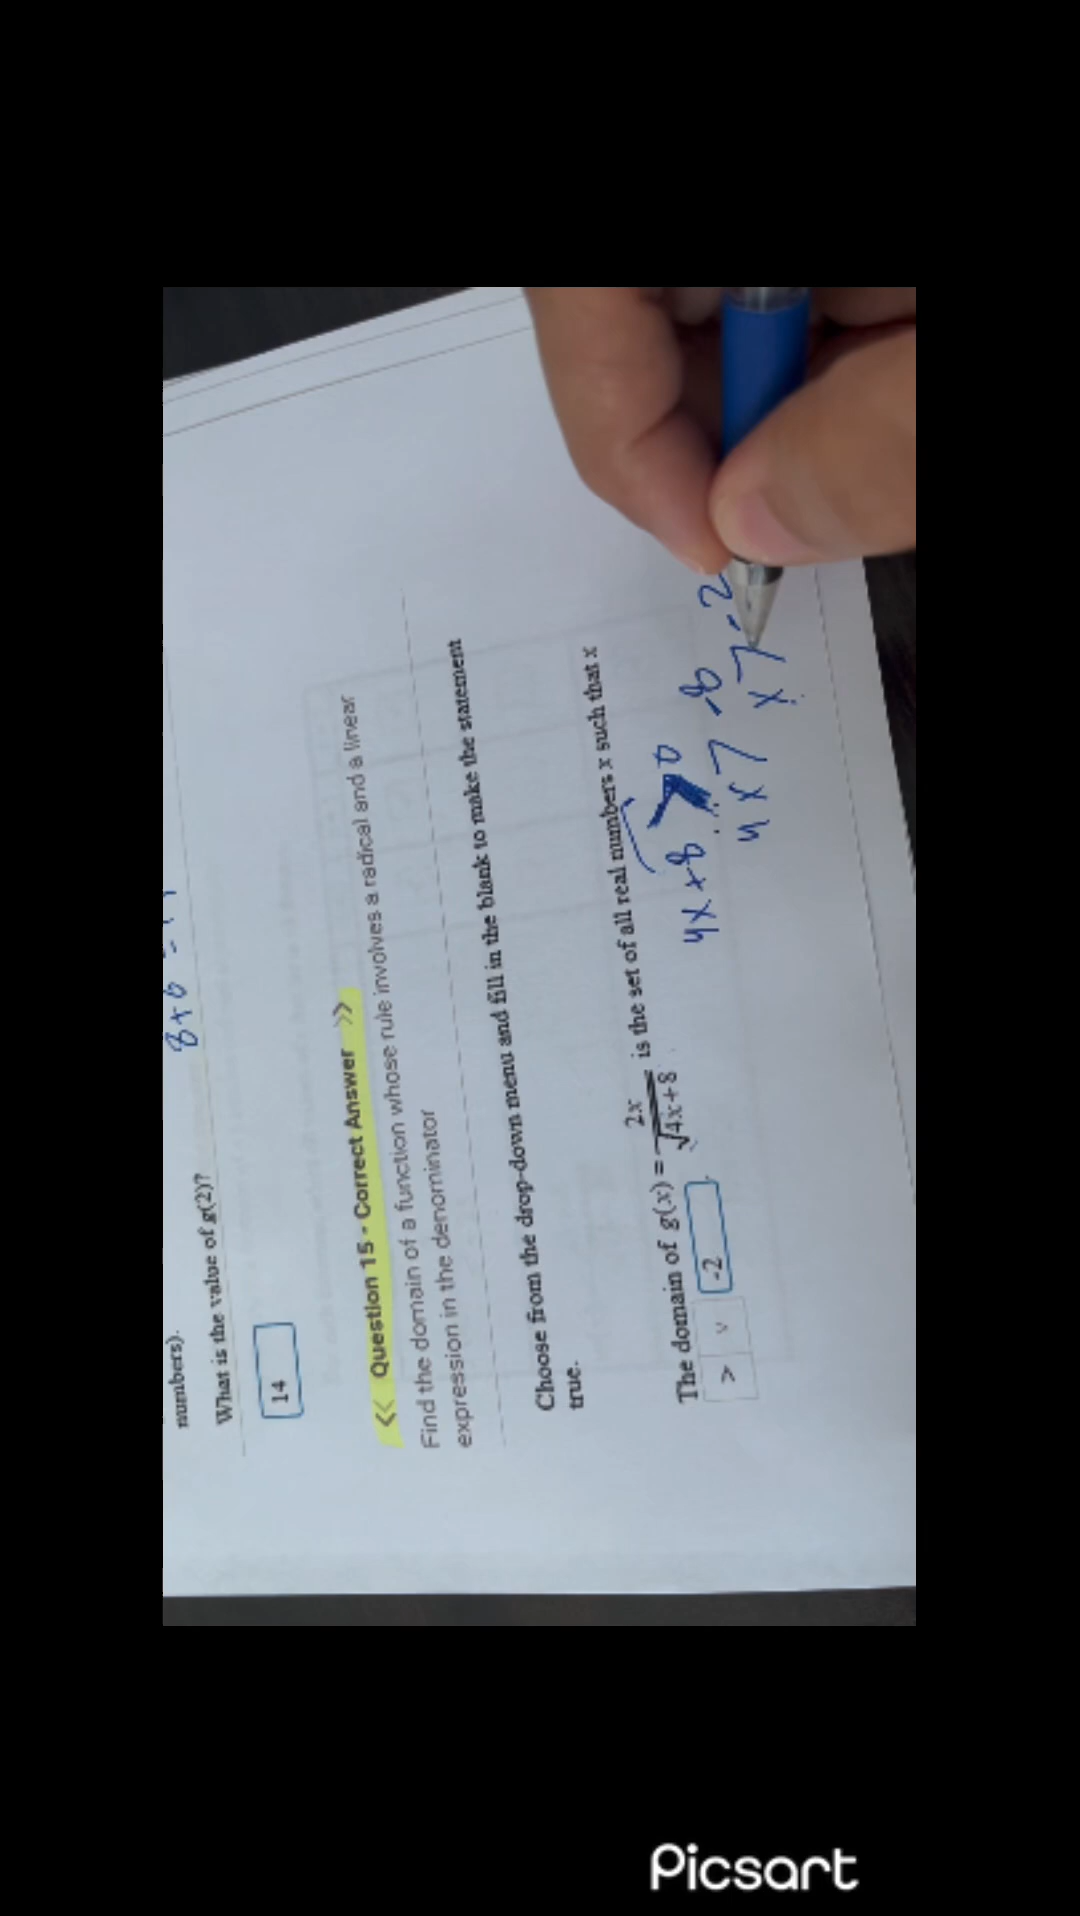 8+6 = 14
numbers).
What is the value of g(2)?
14
<< Question 15 - Correct Answer >>
Find the domain of a function whose rule involves a radical and a linear
expression in the denominator
Choose from the drop-down menu and fill in the blank to make the statement
true.
The domain of g(x) = 2x/√4x+8 is the set of all real numbers x such that x
> v -2
4x+8 > 0
4x > -8
x > -2
Picsart